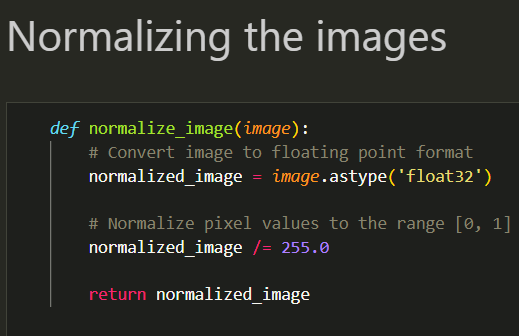 Normalizing the images
def normalize_image(image):
# Convert image to floating point format
normalized_image = image.astype('float32')
# Normalize pixel values to the range [0, 1]
normalized_image /= 255.0
return normalized_image